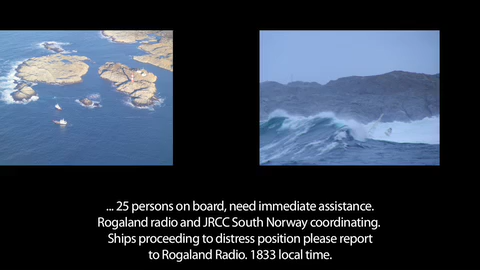 ... 25 persons on board, need immediate assistance.
Rogaland radio and JRCC South Norway coordinating.
Ships proceeding to distress position please report
to Rogaland Radio. 1833 local time.